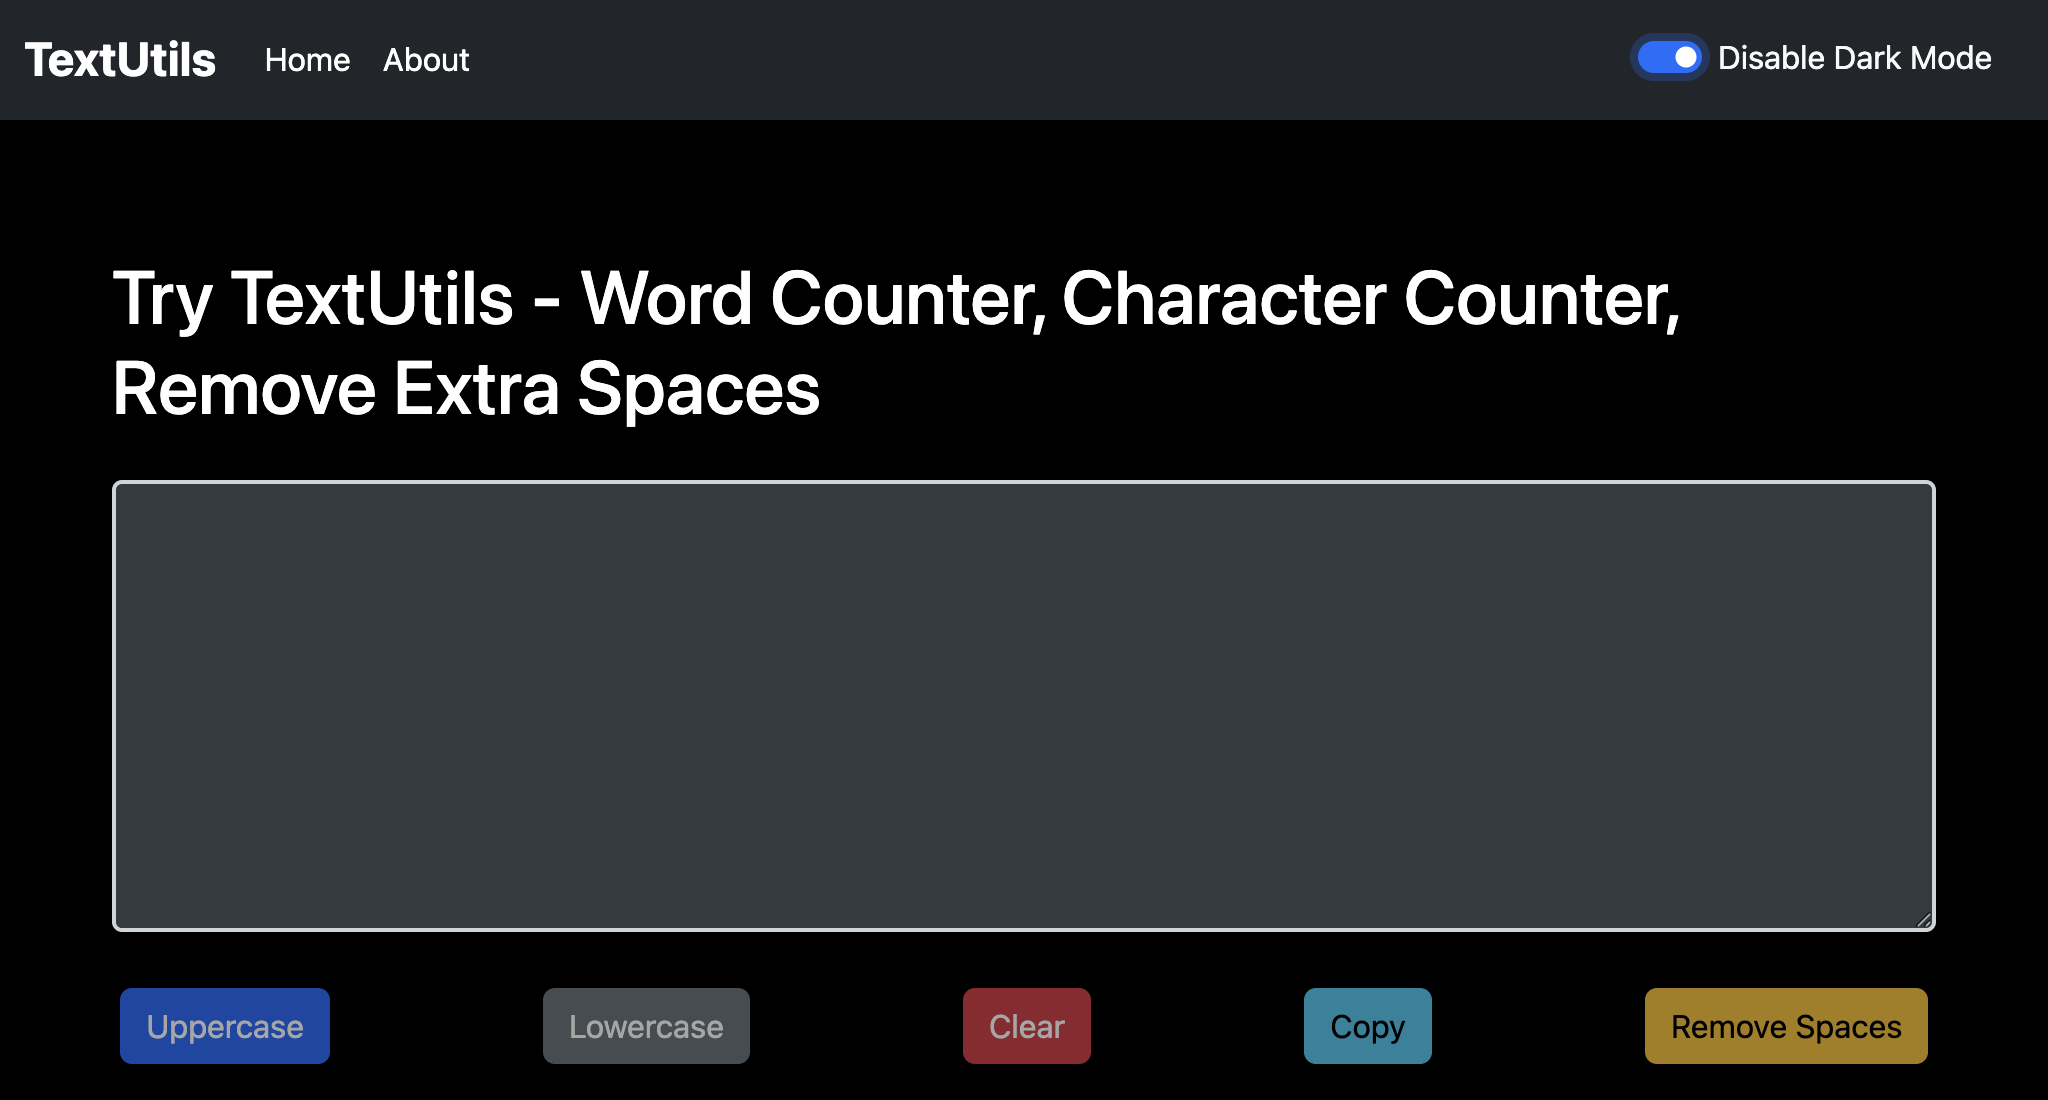 TextUtils Home About Disable Dark Mode
Try TextUtils - Word Counter, Character Counter,
Remove Extra Spaces
Uppercase Lowercase Clear Copy Remove Spaces